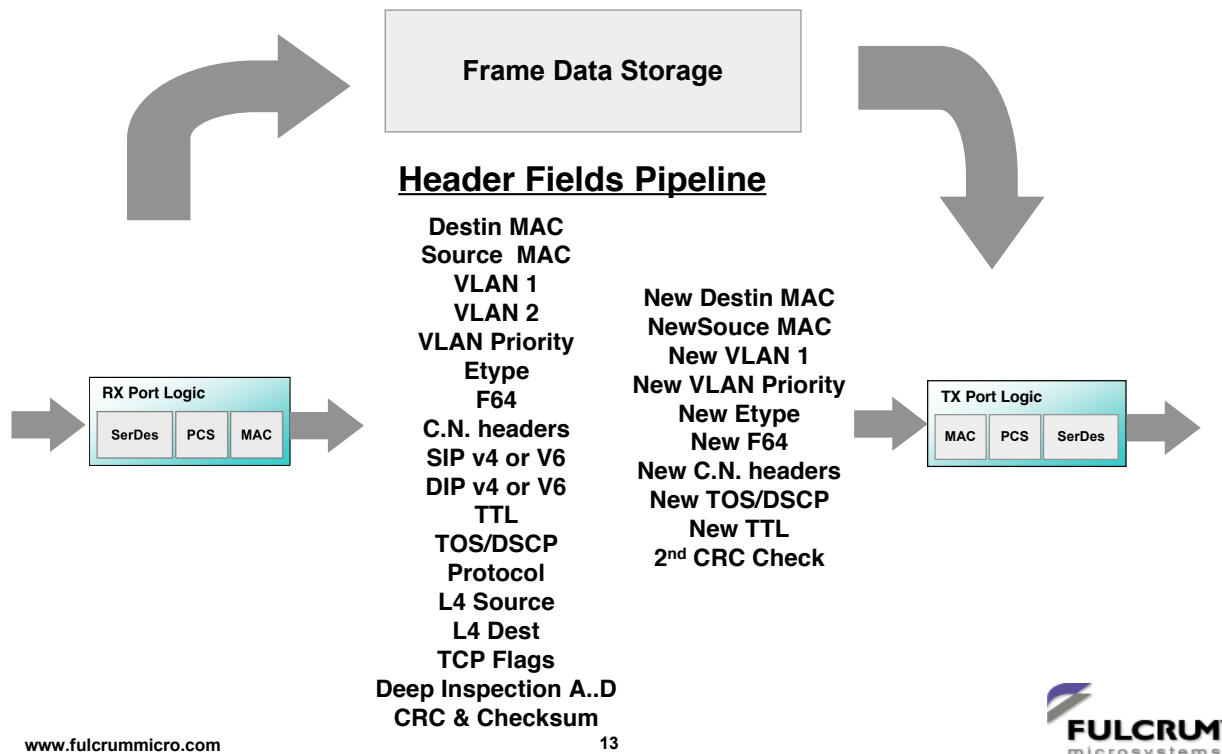 Frame Data Storage
Header Fields Pipeline
Destin MAC
Source MAC
VLAN 1
VLAN 2
VLAN Priority
Etype
F64
C.N. headers
SIP v4 or V6
DIP v4 or V6
TTL
TOS/DSCP
Protocol
L4 Source
L4 Dest
TCP Flags
Deep Inspection A..D
CRC & Checksum
New Destin MAC
NewSouce MAC
New VLAN 1
New VLAN Priority
New Etype
New F64
New C.N. headers
New TOS/DSCP
New TTL
2nd CRC Check
RX Port Logic
SerDes PCS MAC
TX Port Logic
MAC PCS SerDes
www.fulcrummicro.com
13
FULCRUM
microsystems